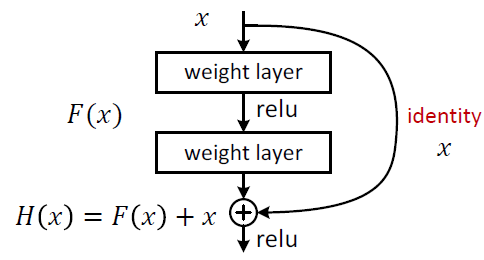 x
weight layer
F(x)
relu
identity
x
weight layer
H(x) = F(x) + x
relu